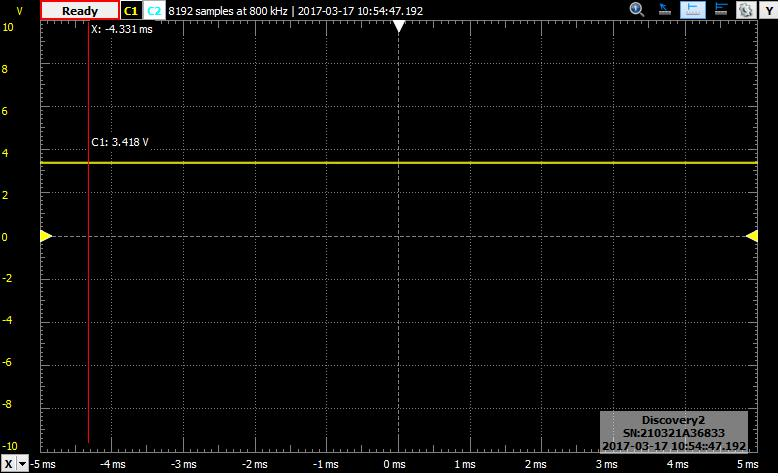 V
Ready C1 C2 8192 samples at 800 kHz | 2017-03-17 10:54:47.192 Y
X: -4.331 ms
C1: 3.418 V
10
8
6
4
2
0
-2
-4
-6
-8
-10
Discovery2
SN:210321A36833
2017-03-17 10:54:47.192
X -5 ms -4 ms -3 ms -2 ms -1 ms 0 ms 1 ms 2 ms 3 ms 4 ms 5 ms